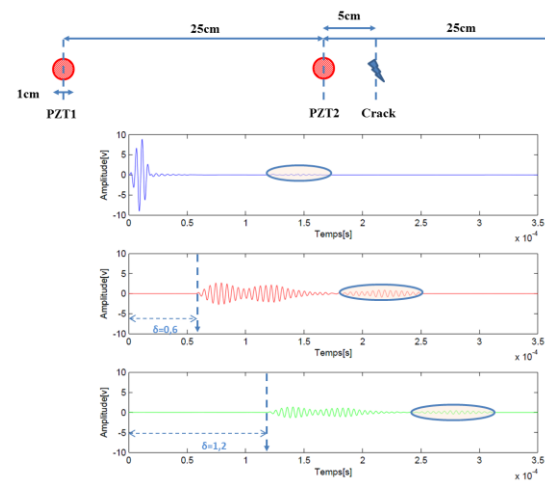 5cm
25cm
25cm
1cm
PZT1
PZT2
Crack
10
5
0
-5
-10
Amplitude[v]
0
0.5
1
1.5
2
2.5
3
3.5
Temps[s]
x 10⁻⁴
10
5
0
-5
-10
Amplitude[v]
δ=0,6
0
0.5
1
1.5
2
2.5
3
3.5
Temps[s]
x 10⁻⁴
10
5
0
-5
-10
Amplitude[v]
δ=1,2
0
0.5
1
1.5
2
2.5
3
3.5
Temps[s]
x 10⁻⁴